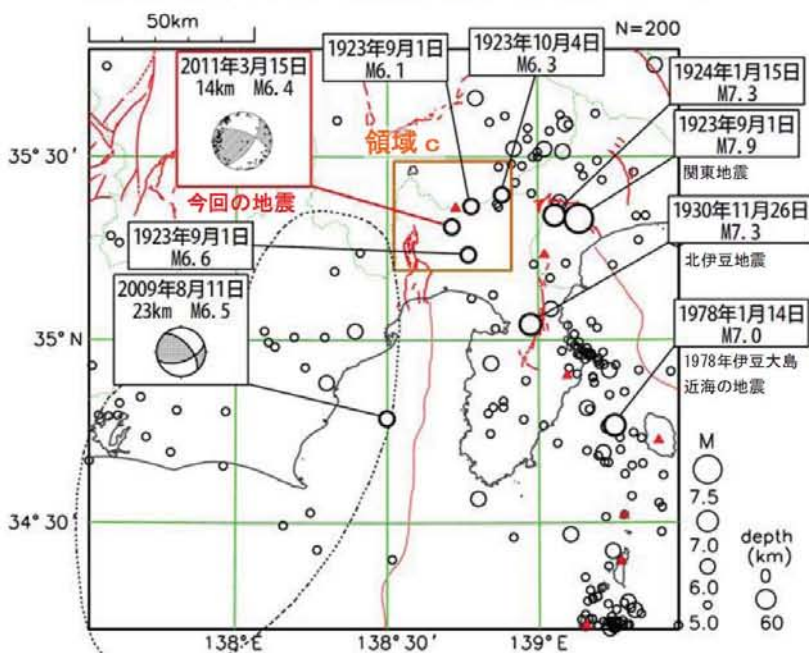 50km
N=200
1923年9月1日
M6.1
1923年10月4日
M6.3
2011年3月15日
14km M6.4
1924年1月15日
M7.3
1923年9月1日
M7.9
関東地震
領域c
今回の地震
35°30'
1923年9月1日
M6.6
1930年11月26日
M7.3
北伊豆地震
2009年8月11日
23km M6.5
1978年1月14日
M7.0
1978年伊豆大島
近海の地震
35°N
34°30'
M
7.5
7.0
6.0
5.0
depth
(km)
0
60
138°E
138°30'
139°E